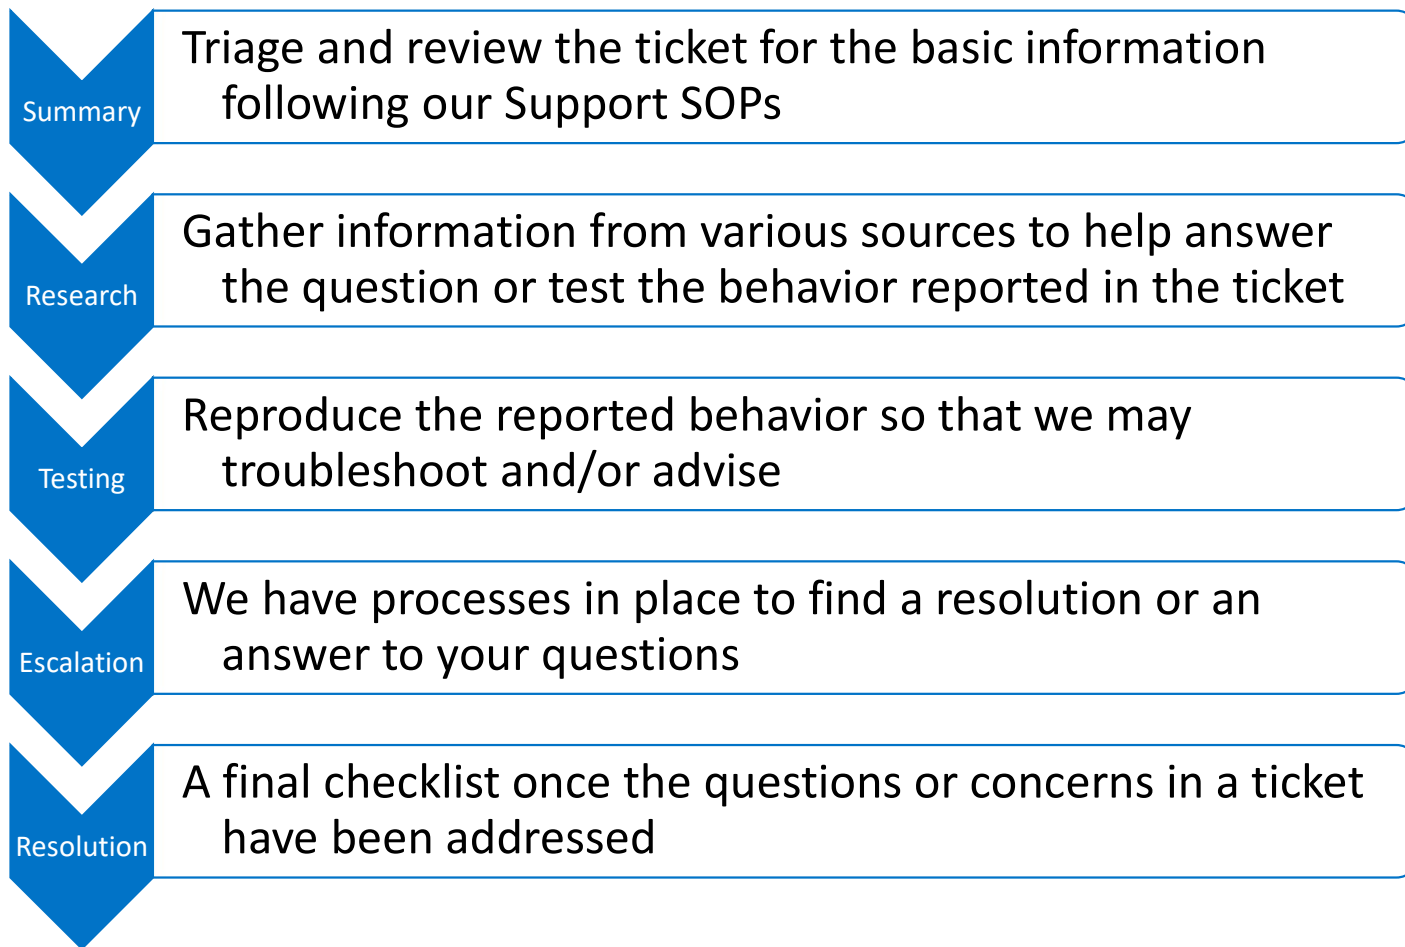 Summary
Triage and review the ticket for the basic information
following our Support SOPs
Research
Gather information from various sources to help answer
the question or test the behavior reported in the ticket
Testing
Reproduce the reported behavior so that we may
troubleshoot and/or advise
Escalation
We have processes in place to find a resolution or an
answer to your questions
Resolution
A final checklist once the questions or concerns in a ticket
have been addressed